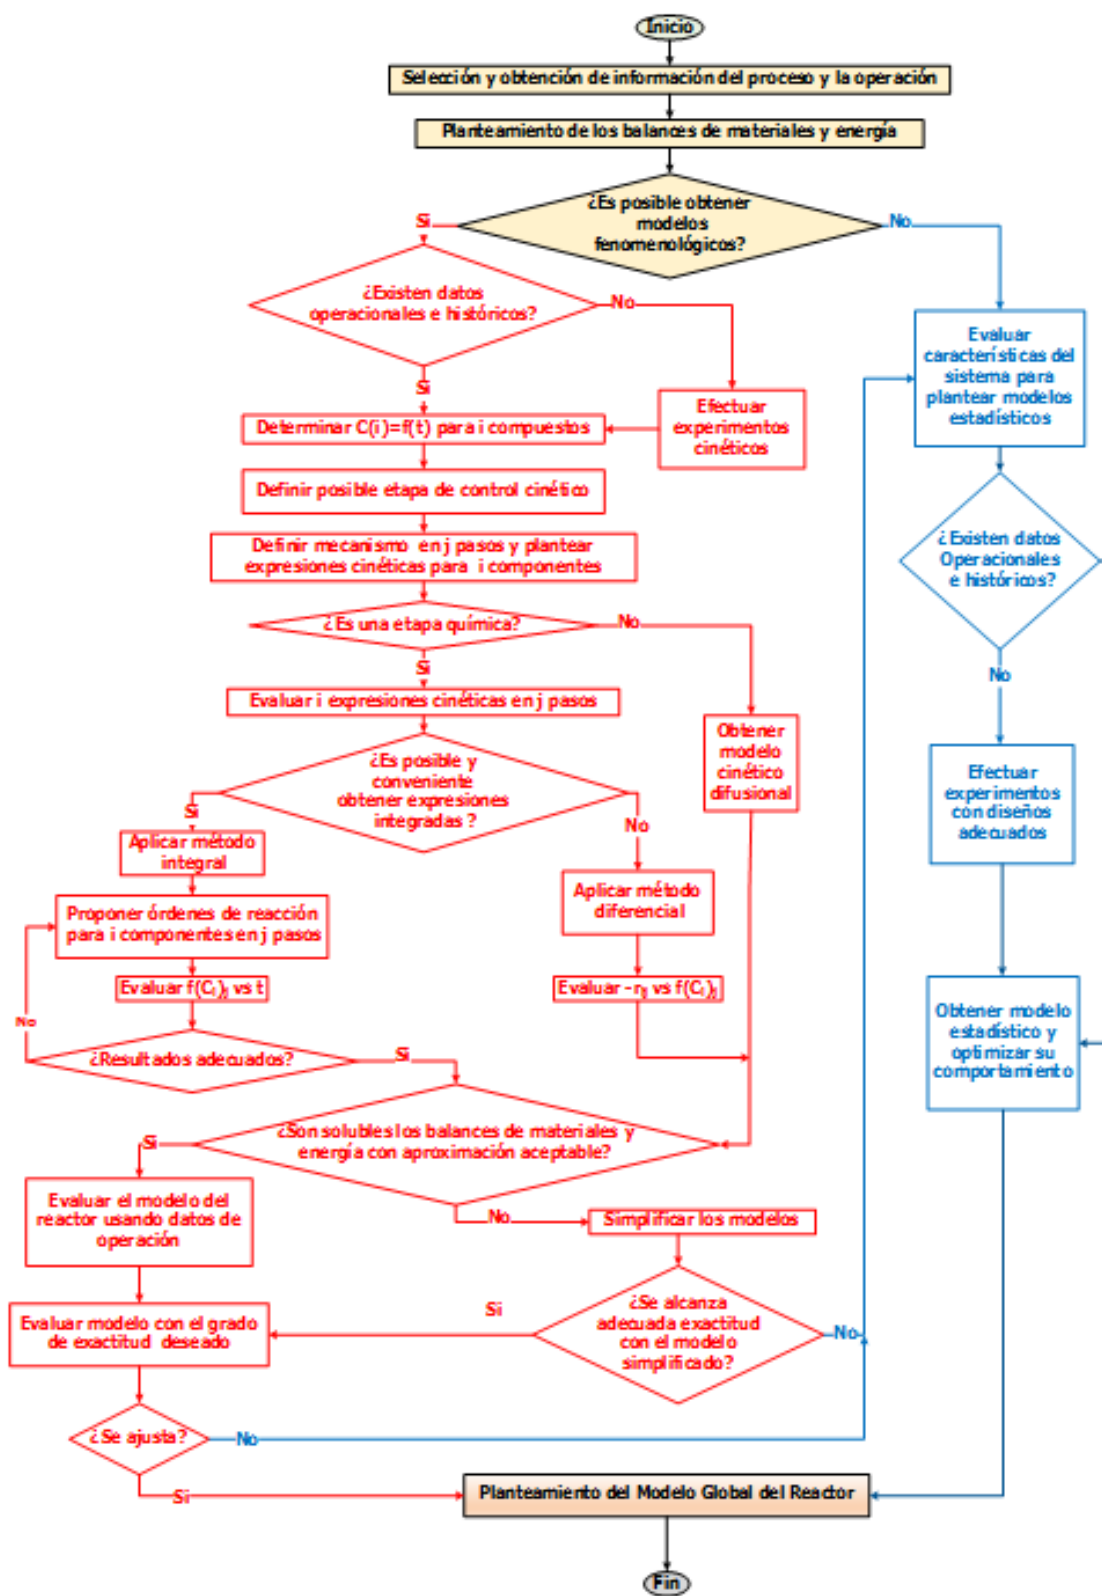 Inicio
Selección y obtención de información del proceso y la operación
Planteamiento de los balances de materiales y energía
¿Es posible obtener
modelos
fenomenológicos?
Si
No
¿Existen datos
operacionales e históricos?
No
Si
Efectuar
experimentos
cinéticos
Determinar C(i)=f(t) para i compuestos
Definir posible etapa de control cinético
Definir mecanismo en j pasos y plantear
expresiones cinéticas para i componentes
¿Es una etapa química?
No
Si
Evaluar i expresiones cinéticas en j pasos
Obtener
modelo
cinético
difusional
¿Es posible y
conveniente
obtener expresiones
integradas ?
Si
No
Aplicar método
integral
Aplicar método
diferencial
Proponer órdenes de reacción
para i componentes en j pasos
Evaluar f(Cᵢ)ⱼ vs t
Evaluar -rᵢⱼ vs f(Cᵢ)ⱼ
No
¿Resultados adecuados?
Si
¿Son solubles los balances de materiales y
energía con aproximación aceptable?
Si
No
Evaluar el modelo del
reactor usando datos de
operación
Simplificar los modelos
Evaluar modelo con el grado
de exactitud deseado
Si
¿Se alcanza
adecuada exactitud
con el modelo
simplificado?
No
¿Se ajusta?
No
Si
Evaluar
características del
sistema para
plantear modelos
estadísticos
¿Existen datos
Operacionales
e históricos?
No
Efectuar
experimentos
con diseños
adecuados
Obtener modelo
estadístico y
optimizar su
comportamiento
Planteamiento del Modelo Global del Reactor
Fin